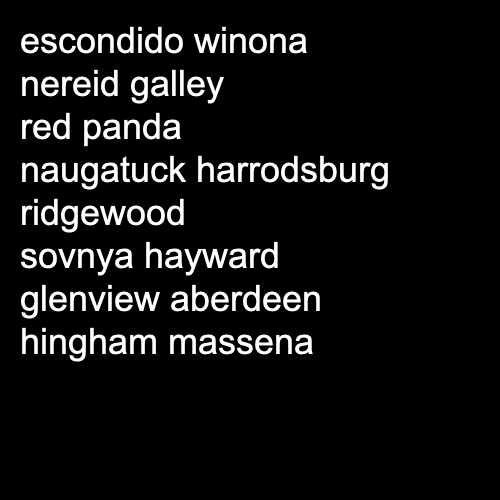 escondido winona
nereid galley
red panda
naugatuck harrodsburg
ridgewood
sovnya hayward
glenview aberdeen
hingham massena